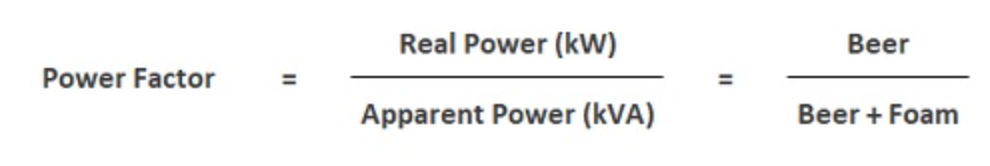 Real Power (kW) Beer
Power Factor = =
Apparent Power (kVA) Beer + Foam